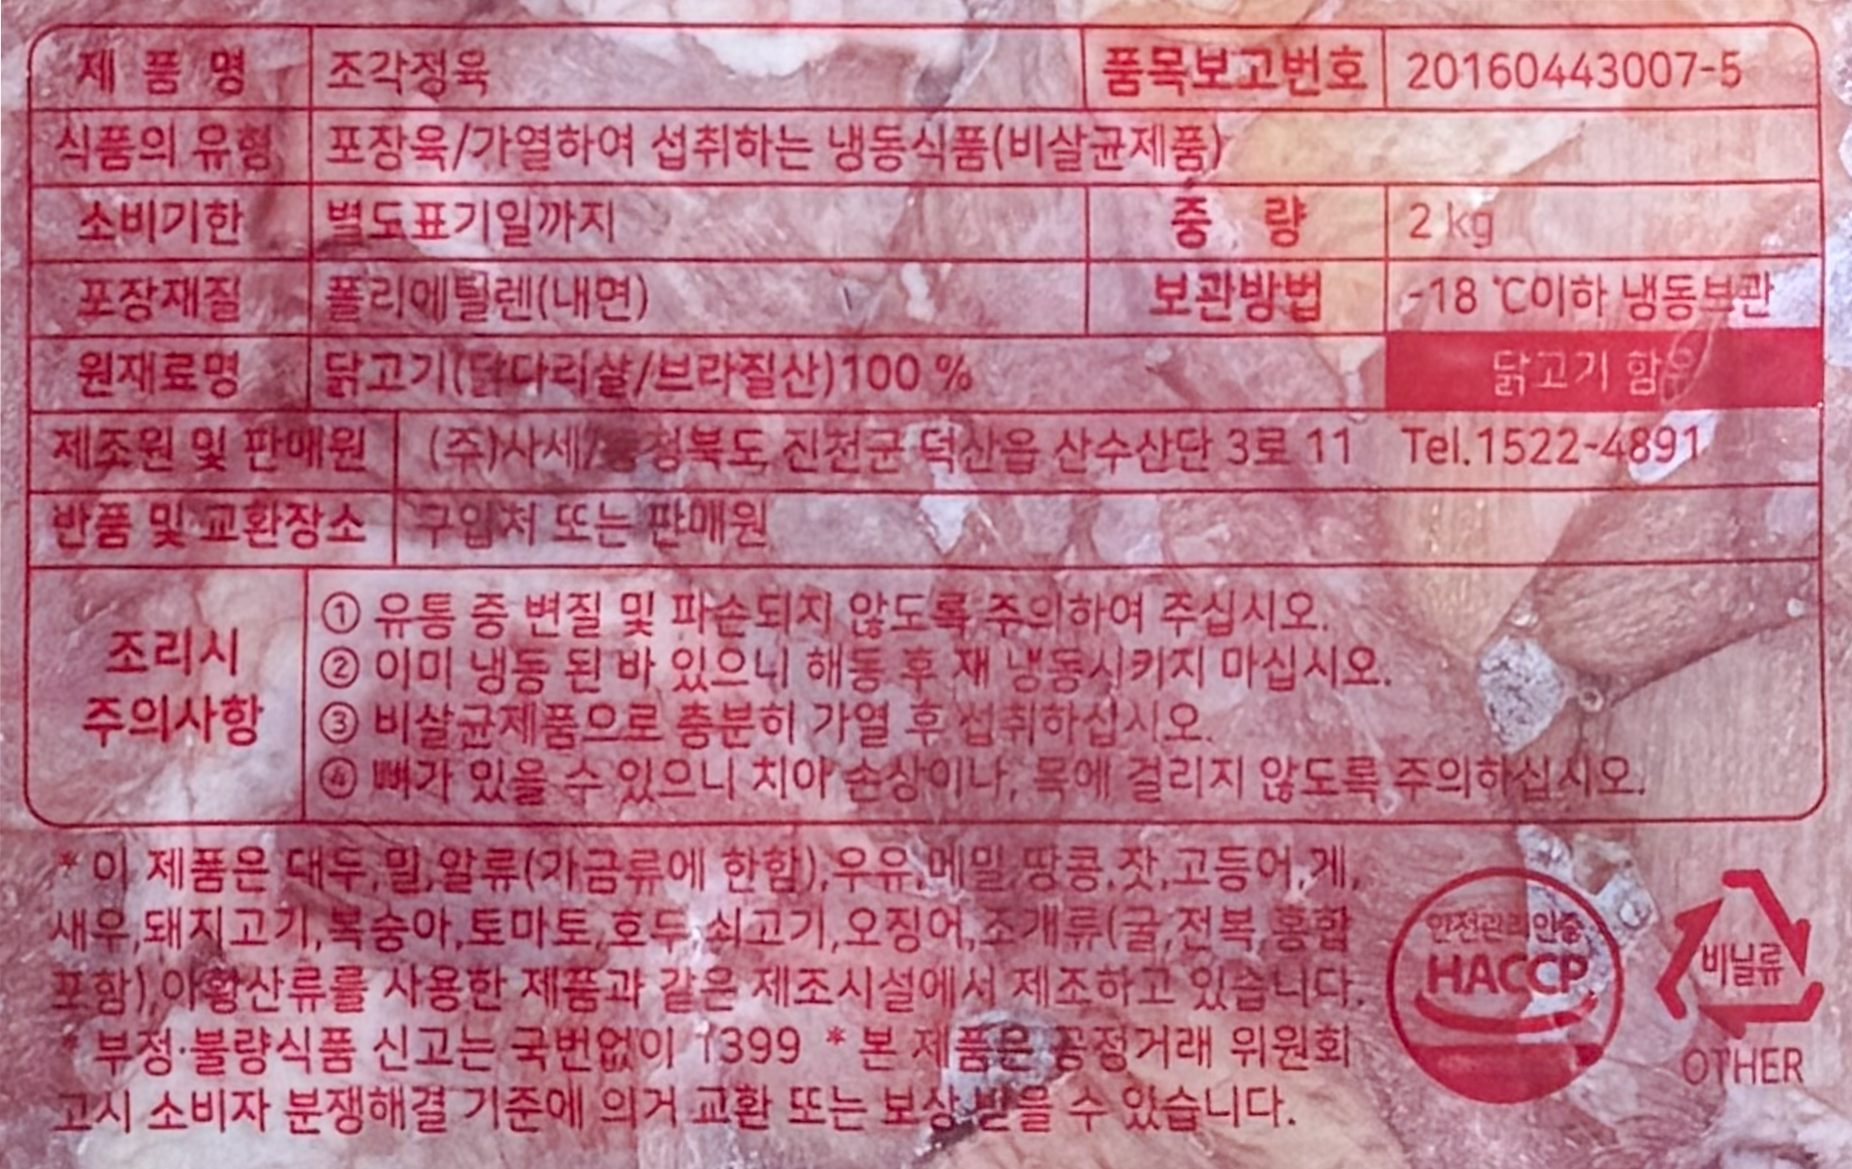 제 품 명 조각정육 품목보고번호 20160443007-5
식품의 유형 포장육/가열하여 섭취하는 냉동식품(비살균제품)
소비기한 별도표기일까지 중 량 2 kg
포장재질 폴리에틸렌(내면) 보관방법 -18 ℃이하 냉동보관
원재료명 닭고기(닭다리살/브라질산)100 % 닭고기 함유
제조원 및 판매원 (주)사세/충청북도 진천군 덕산읍 산수산단 3로 11 Tel.1522-4891
반품 및 교환장소 구입처 또는 판매원
조리시
주의사항
① 유통 중 변질 및 파손되지 않도록 주의하여 주십시오.
② 이미 냉동 된 바 있으니 해동 후 재 냉동시키지 마십시오.
③ 비살균제품으로 충분히 가열 후 섭취하십시오.
④ 뼈가 있을 수 있으니 치아 손상이나, 목에 걸리지 않도록 주의하십시오.
* 이 제품은 대두,밀,알류(가금류에 한함),우유,메밀,땅콩,잣,고등어,게,
새우,돼지고기,복숭아,토마토,호두,쇠고기,오징어,조개류(굴,전복,홍합
포함),아황산류를 사용한 제품과 같은 제조시설에서 제조하고 있습니다.
* 부정·불량식품 신고는 국번없이 1399 * 본 제품은 공정거래 위원회
고시 소비자 분쟁해결 기준에 의거 교환 또는 보상 받을 수 있습니다.
안전관리인증
HACCP
비닐류
OTHER